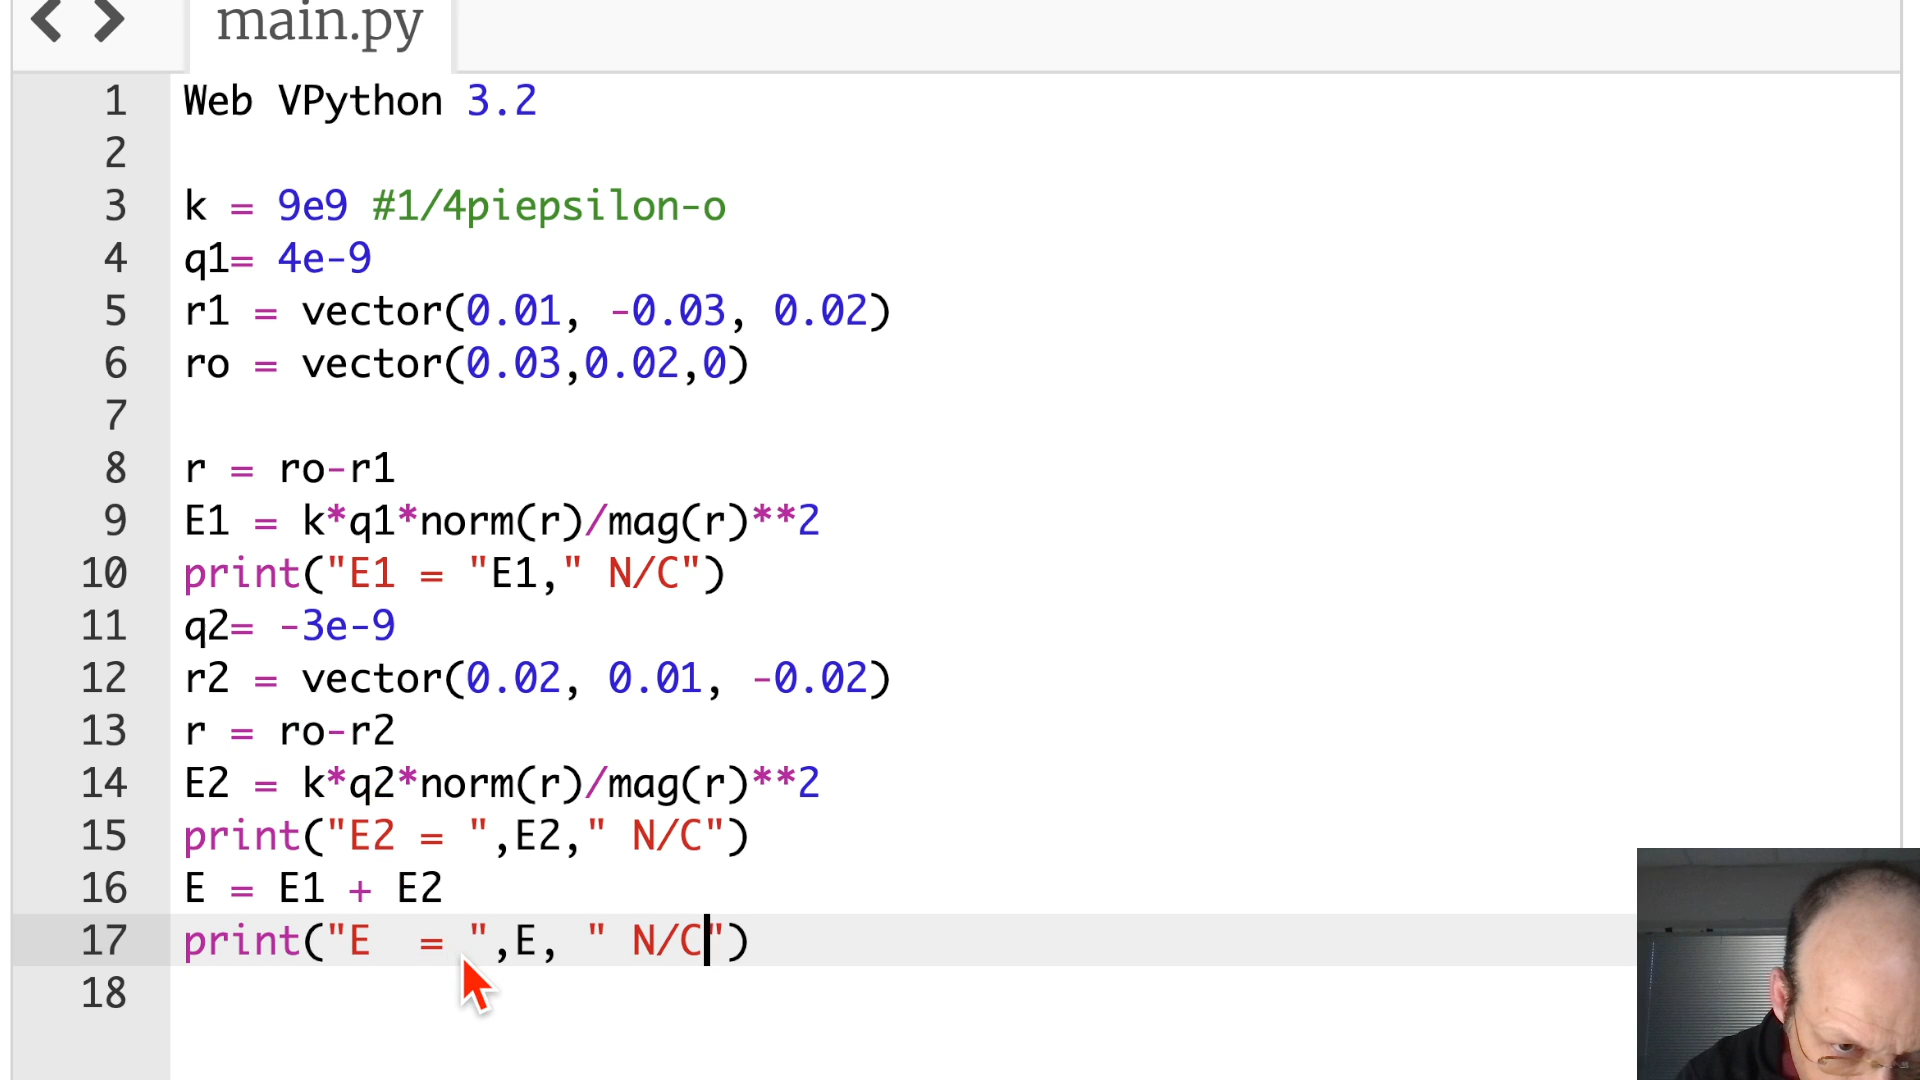 main.py
1 Web VPython 3.2
2
3 k = 9e9 #1/4piepsilon-o
4 q1= 4e-9
5 r1 = vector(0.01, -0.03, 0.02)
6 ro = vector(0.03,0.02,0)
7
8 r = ro-r1
9 E1 = k*q1*norm(r)/mag(r)**2
10 print("E1 = "E1," N/C")
11 q2= -3e-9
12 r2 = vector(0.02, 0.01, -0.02)
13 r = ro-r2
14 E2 = k*q2*norm(r)/mag(r)**2
15 print("E2 = ",E2," N/C")
16 E = E1 + E2
17 print("E  = ",E, " N/C")
18